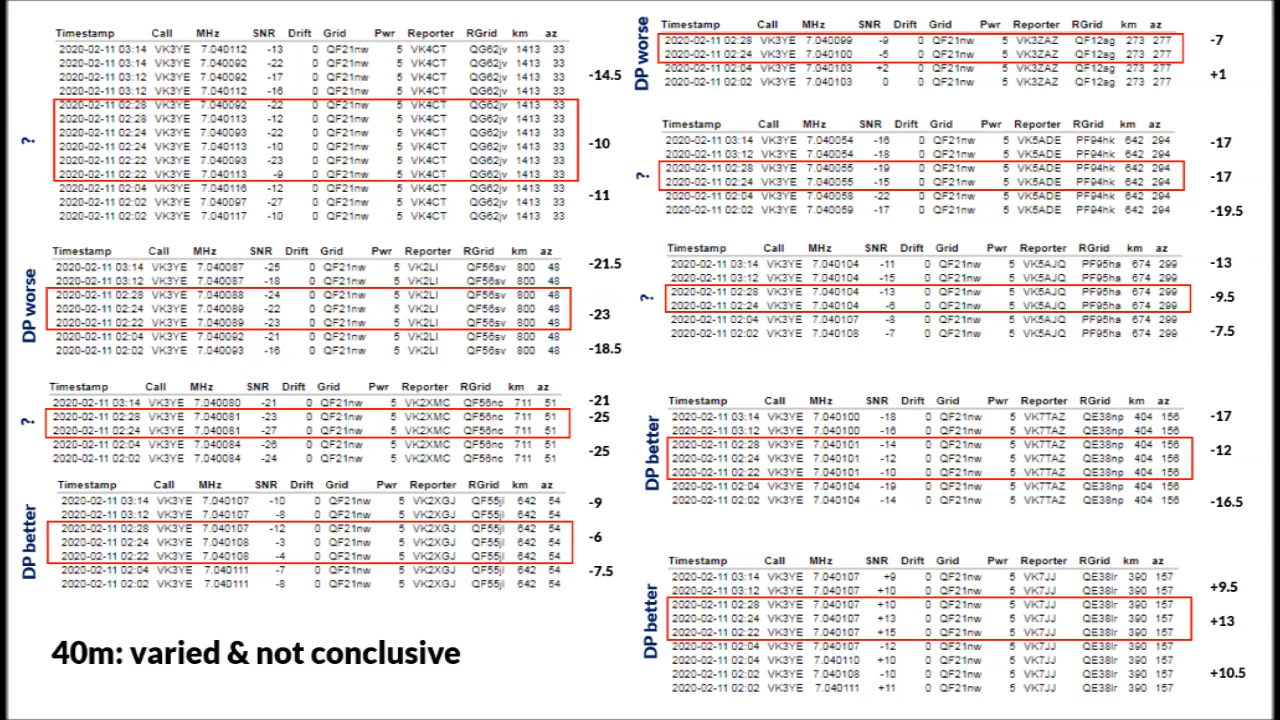 ?
Timestamp Call MHz SNR Drift Grid Pwr Reporter RGrid km az
2020-02-11 03:14 VK3YE 7.040112 -13 0 QF21nw 5 VK4CT QG62jv 1413 33
2020-02-11 03:14 VK3YE 7.040092 -22 0 QF21nw 5 VK4CT QG62jv 1413 33
2020-02-11 03:12 VK3YE 7.040092 -17 0 QF21nw 5 VK4CT QG62jv 1413 33
2020-02-11 03:12 VK3YE 7.040112 -16 0 QF21nw 5 VK4CT QG62jv 1413 33
2020-02-11 02:28 VK3YE 7.040092 -22 0 QF21nw 5 VK4CT QG62jv 1413 33
2020-02-11 02:28 VK3YE 7.040113 -12 0 QF21nw 5 VK4CT QG62jv 1413 33
2020-02-11 02:24 VK3YE 7.040093 -22 0 QF21nw 5 VK4CT QG62jv 1413 33
2020-02-11 02:24 VK3YE 7.040113 -10 0 QF21nw 5 VK4CT QG62jv 1413 33
2020-02-11 02:22 VK3YE 7.040093 -23 0 QF21nw 5 VK4CT QG62jv 1413 33
2020-02-11 02:22 VK3YE 7.040113 -9 0 QF21nw 5 VK4CT QG62jv 1413 33
2020-02-11 02:04 VK3YE 7.040116 -12 0 QF21nw 5 VK4CT QG62jv 1413 33
2020-02-11 02:02 VK3YE 7.040097 -27 0 QF21nw 5 VK4CT QG62jv 1413 33
2020-02-11 02:02 VK3YE 7.040117 -10 0 QF21nw 5 VK4CT QG62jv 1413 33
-14.5
-10
-11
DP worse
Timestamp Call MHz SNR Drift Grid Pwr Reporter RGrid km az
2020-02-11 03:14 VK3YE 7.040087 -25 0 QF21nw 5 VK2LI QF56sv 800 48
2020-02-11 03:12 VK3YE 7.040087 -18 0 QF21nw 5 VK2LI QF56sv 800 48
2020-02-11 02:28 VK3YE 7.040088 -24 0 QF21nw 5 VK2LI QF56sv 800 48
2020-02-11 02:24 VK3YE 7.040089 -22 0 QF21nw 5 VK2LI QF56sv 800 48
2020-02-11 02:22 VK3YE 7.040089 -23 0 QF21nw 5 VK2LI QF56sv 800 48
2020-02-11 02:04 VK3YE 7.040092 -21 0 QF21nw 5 VK2LI QF56sv 800 48
2020-02-11 02:02 VK3YE 7.040093 -16 0 QF21nw 5 VK2LI QF56sv 800 48
-21.5
-23
-18.5
?
Timestamp Call MHz SNR Drift Grid Pwr Reporter RGrid km az
2020-02-11 03:14 VK3YE 7.040080 -21 0 QF21nw 5 VK2XMC QF56nc 711 51
2020-02-11 02:28 VK3YE 7.040081 -23 0 QF21nw 5 VK2XMC QF56nc 711 51
2020-02-11 02:24 VK3YE 7.040081 -27 0 QF21nw 5 VK2XMC QF56nc 711 51
2020-02-11 02:04 VK3YE 7.040084 -26 0 QF21nw 5 VK2XMC QF56nc 711 51
2020-02-11 02:02 VK3YE 7.040084 -24 0 QF21nw 5 VK2XMC QF56nc 711 51
-21
-25
-25
DP better
Timestamp Call MHz SNR Drift Grid Pwr Reporter RGrid km az
2020-02-11 03:14 VK3YE 7.040107 -10 0 QF21nw 5 VK2XGJ QF55jl 642 54
2020-02-11 03:12 VK3YE 7.040107 -8 0 QF21nw 5 VK2XGJ QF55jl 642 54
2020-02-11 02:28 VK3YE 7.040107 -12 0 QF21nw 5 VK2XGJ QF55jl 642 54
2020-02-11 02:24 VK3YE 7.040108 -3 0 QF21nw 5 VK2XGJ QF55jl 642 54
2020-02-11 02:22 VK3YE 7.040108 -4 0 QF21nw 5 VK2XGJ QF55jl 642 54
2020-02-11 02:04 VK3YE 7.040111 -7 0 QF21nw 5 VK2XGJ QF55jl 642 54
2020-02-11 02:02 VK3YE 7.040111 -8 0 QF21nw 5 VK2XGJ QF55jl 642 54
-9
-6
-7.5
40m: varied & not conclusive
DP worse
Timestamp Call MHz SNR Drift Grid Pwr Reporter RGrid km az
2020-02-11 02:28 VK3YE 7.040099 -9 0 QF21nw 5 VK3ZAZ QF12ag 273 277
2020-02-11 02:24 VK3YE 7.040100 -5 0 QF21nw 5 VK3ZAZ QF12ag 273 277
2020-02-11 02:04 VK3YE 7.040103 +2 0 QF21nw 5 VK3ZAZ QF12ag 273 277
2020-02-11 02:02 VK3YE 7.040103 0 0 QF21nw 5 VK3ZAZ QF12ag 273 277
-7
+1
?
Timestamp Call MHz SNR Drift Grid Pwr Reporter RGrid km az
2020-02-11 03:14 VK3YE 7.040054 -16 0 QF21nw 5 VK5ADE PF94hk 642 294
2020-02-11 03:12 VK3YE 7.040054 -18 0 QF21nw 5 VK5ADE PF94hk 642 294
2020-02-11 02:28 VK3YE 7.040055 -19 0 QF21nw 5 VK5ADE PF94hk 642 294
2020-02-11 02:24 VK3YE 7.040055 -15 0 QF21nw 5 VK5ADE PF94hk 642 294
2020-02-11 02:04 VK3YE 7.040058 -22 0 QF21nw 5 VK5ADE PF94hk 642 294
2020-02-11 02:02 VK3YE 7.040059 -17 0 QF21nw 5 VK5ADE PF94hk 642 294
-17
-17
-19.5
?
Timestamp Call MHz SNR Drift Grid Pwr Reporter RGrid km az
2020-02-11 03:14 VK3YE 7.040104 -11 0 QF21nw 5 VK5AJQ PF95ha 674 299
2020-02-11 03:12 VK3YE 7.040104 -15 0 QF21nw 5 VK5AJQ PF95ha 674 299
2020-02-11 02:28 VK3YE 7.040104 -13 0 QF21nw 5 VK5AJQ PF95ha 674 299
2020-02-11 02:24 VK3YE 7.040104 -6 0 QF21nw 5 VK5AJQ PF95ha 674 299
2020-02-11 02:04 VK3YE 7.040107 -8 0 QF21nw 5 VK5AJQ PF95ha 674 299
2020-02-11 02:02 VK3YE 7.040108 -7 0 QF21nw 5 VK5AJQ PF95ha 674 299
-13
-9.5
-7.5
DP better
Timestamp Call MHz SNR Drift Grid Pwr Reporter RGrid km az
2020-02-11 03:14 VK3YE 7.040100 -18 0 QF21nw 5 VK7TAZ QE38np 404 156
2020-02-11 03:12 VK3YE 7.040100 -16 0 QF21nw 5 VK7TAZ QE38np 404 156
2020-02-11 02:28 VK3YE 7.040101 -14 0 QF21nw 5 VK7TAZ QE38np 404 156
2020-02-11 02:24 VK3YE 7.040101 -12 0 QF21nw 5 VK7TAZ QE38np 404 156
2020-02-11 02:22 VK3YE 7.040101 -10 0 QF21nw 5 VK7TAZ QE38np 404 156
2020-02-11 02:04 VK3YE 7.040104 -19 0 QF21nw 5 VK7TAZ QE38np 404 156
2020-02-11 02:02 VK3YE 7.040104 -14 0 QF21nw 5 VK7TAZ QE38np 404 156
-17
-12
-16.5
DP better
Timestamp Call MHz SNR Drift Grid Pwr Reporter RGrid km az
2020-02-11 03:14 VK3YE 7.040107 +9 0 QF21nw 5 VK7JJ QE38lr 390 157
2020-02-11 03:12 VK3YE 7.040107 +10 0 QF21nw 5 VK7JJ QE38lr 390 157
2020-02-11 02:28 VK3YE 7.040107 +10 0 QF21nw 5 VK7JJ QE38lr 390 157
2020-02-11 02:24 VK3YE 7.040107 +13 0 QF21nw 5 VK7JJ QE38lr 390 157
2020-02-11 02:22 VK3YE 7.040107 +15 0 QF21nw 5 VK7JJ QE38lr 390 157
2020-02-11 02:04 VK3YE 7.040107 -12 0 QF21nw 5 VK7JJ QE38lr 390 157
2020-02-11 02:04 VK3YE 7.040110 +10 0 QF21nw 5 VK7JJ QE38lr 390 157
2020-02-11 02:02 VK3YE 7.040108 -10 0 QF21nw 5 VK7JJ QE38lr 390 157
2020-02-11 02:02 VK3YE 7.040111 +11 0 QF21nw 5 VK7JJ QE38lr 390 157
+9.5
+13
+10.5